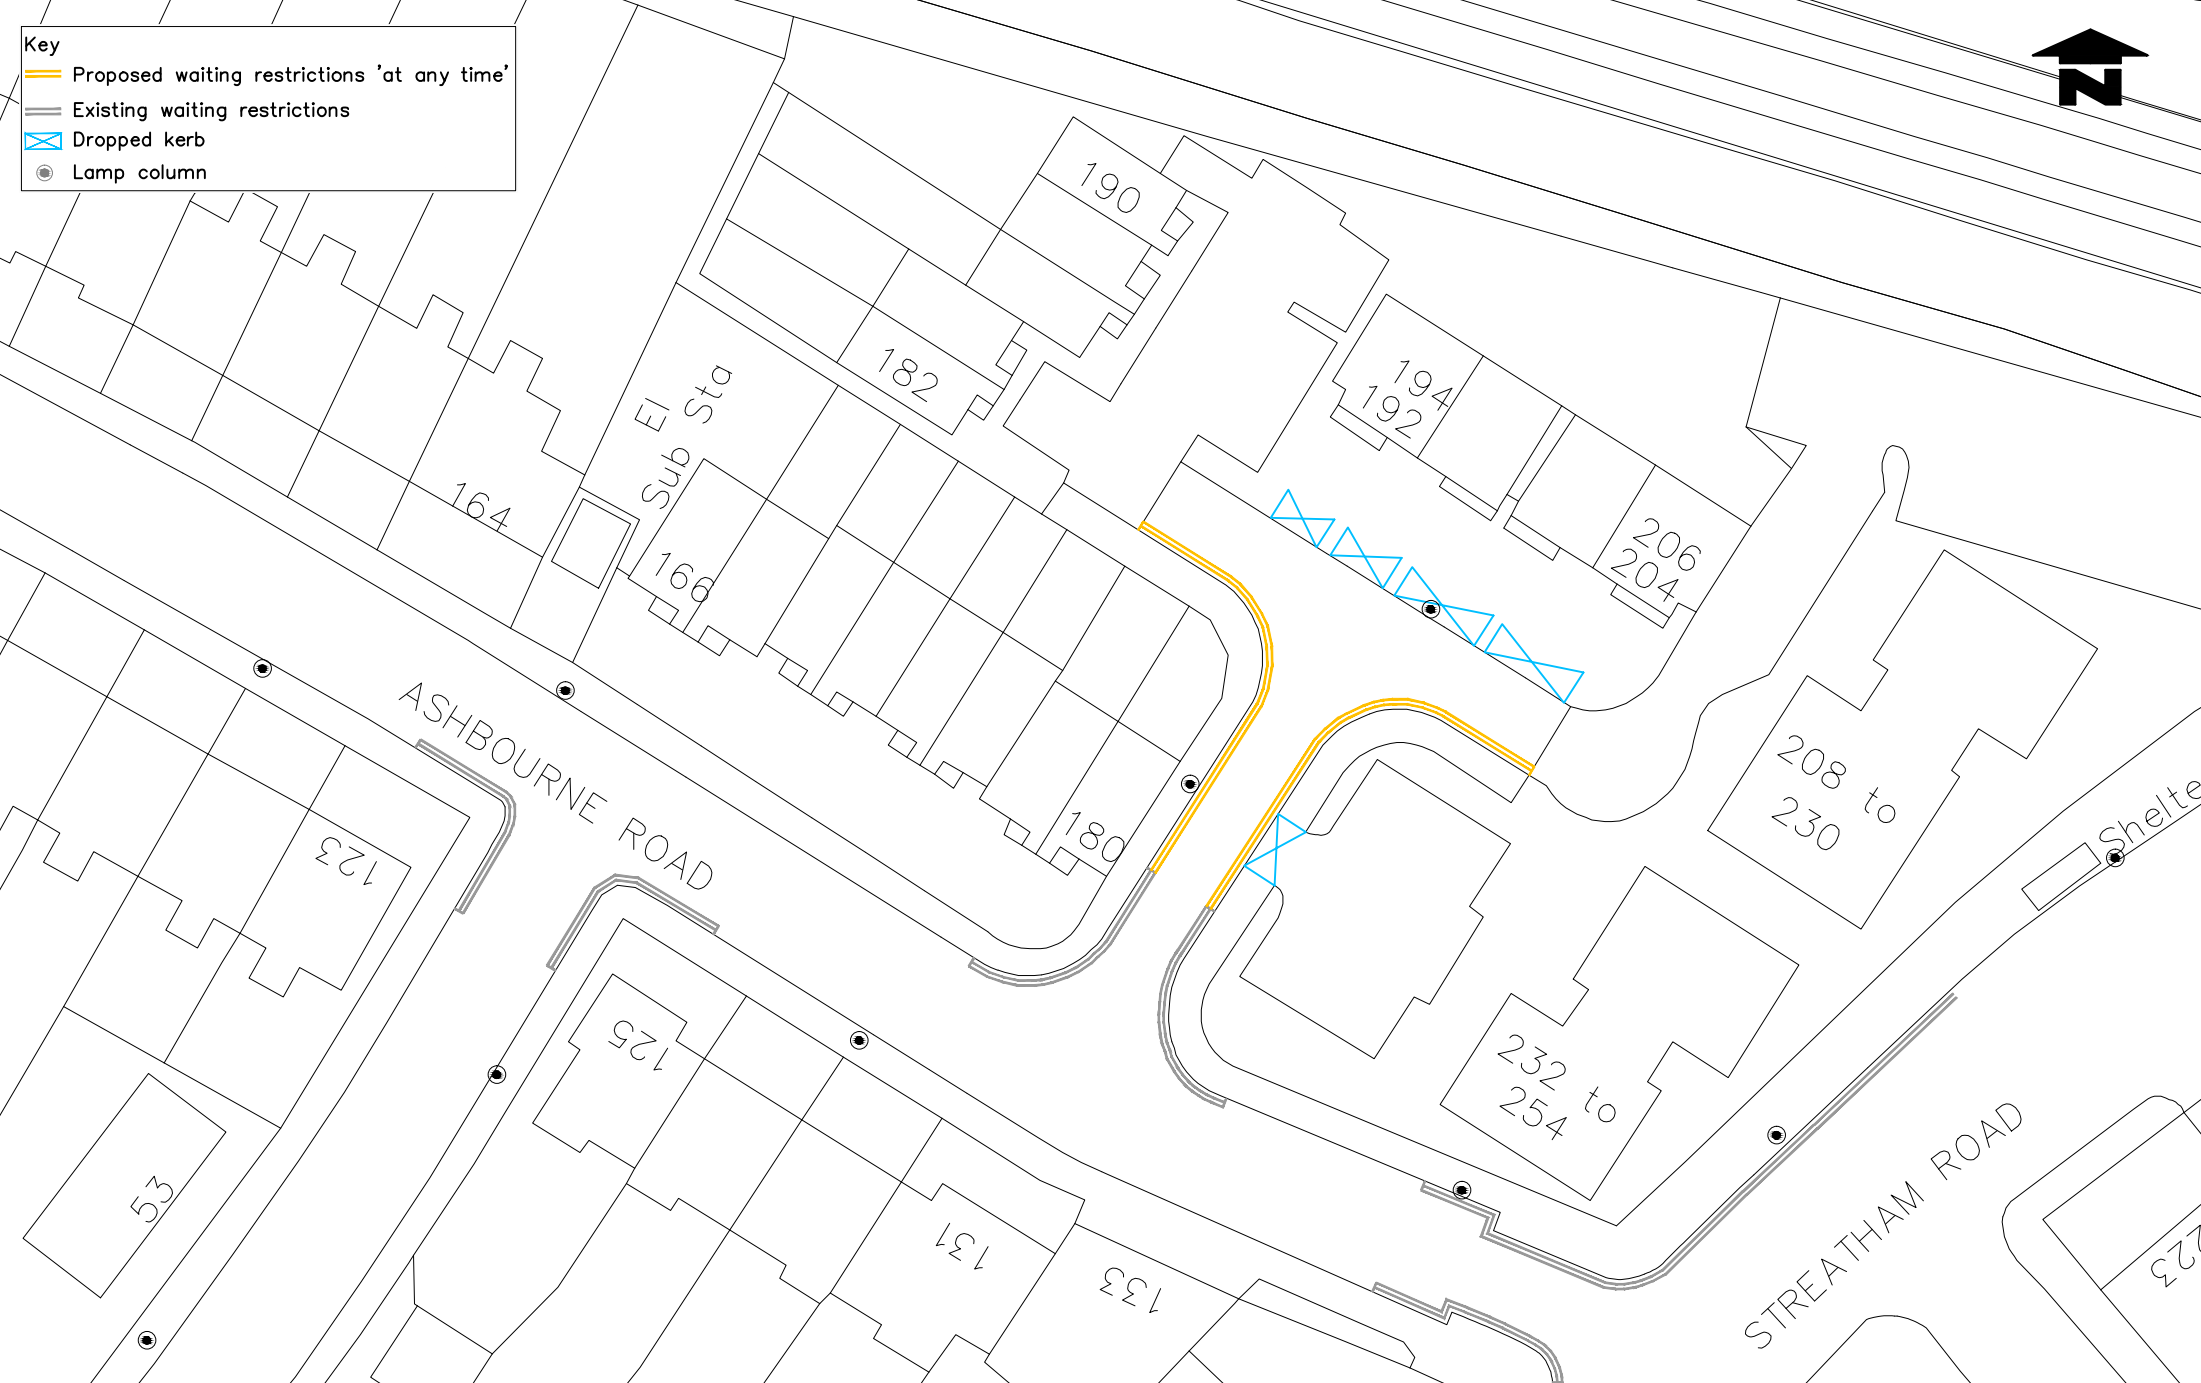 Key
Proposed waiting restrictions 'at any time'
Existing waiting restrictions
Dropped kerb
Lamp column
N
190
182
El
Sub Sta
194
192
164
166
206
204
ASHBOURNE ROAD
208 to
230
Shelte
123
180
125
232 to
254
53
131
133
STREATHAM ROAD
223